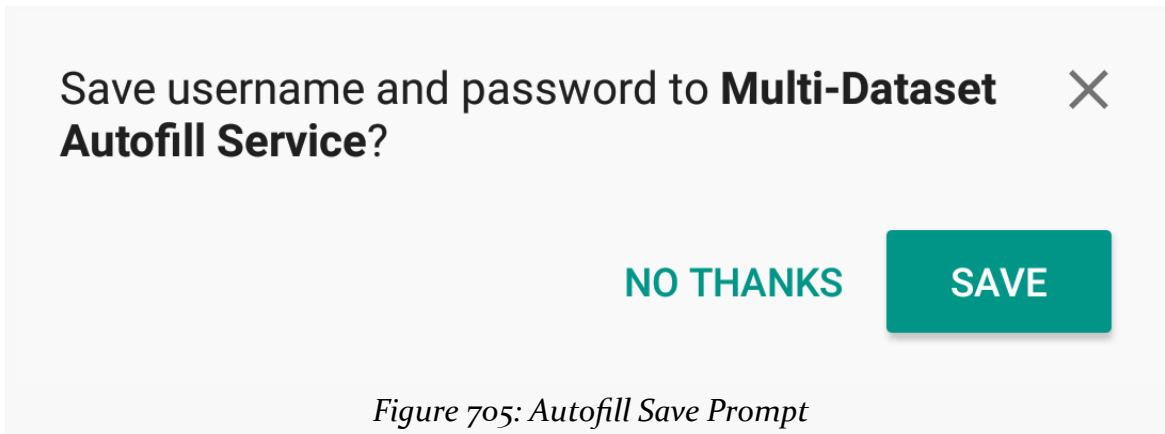 Save username and password to Multi-Dataset
Autofill Service?
NO THANKS
SAVE
Figure 705: Autofill Save Prompt